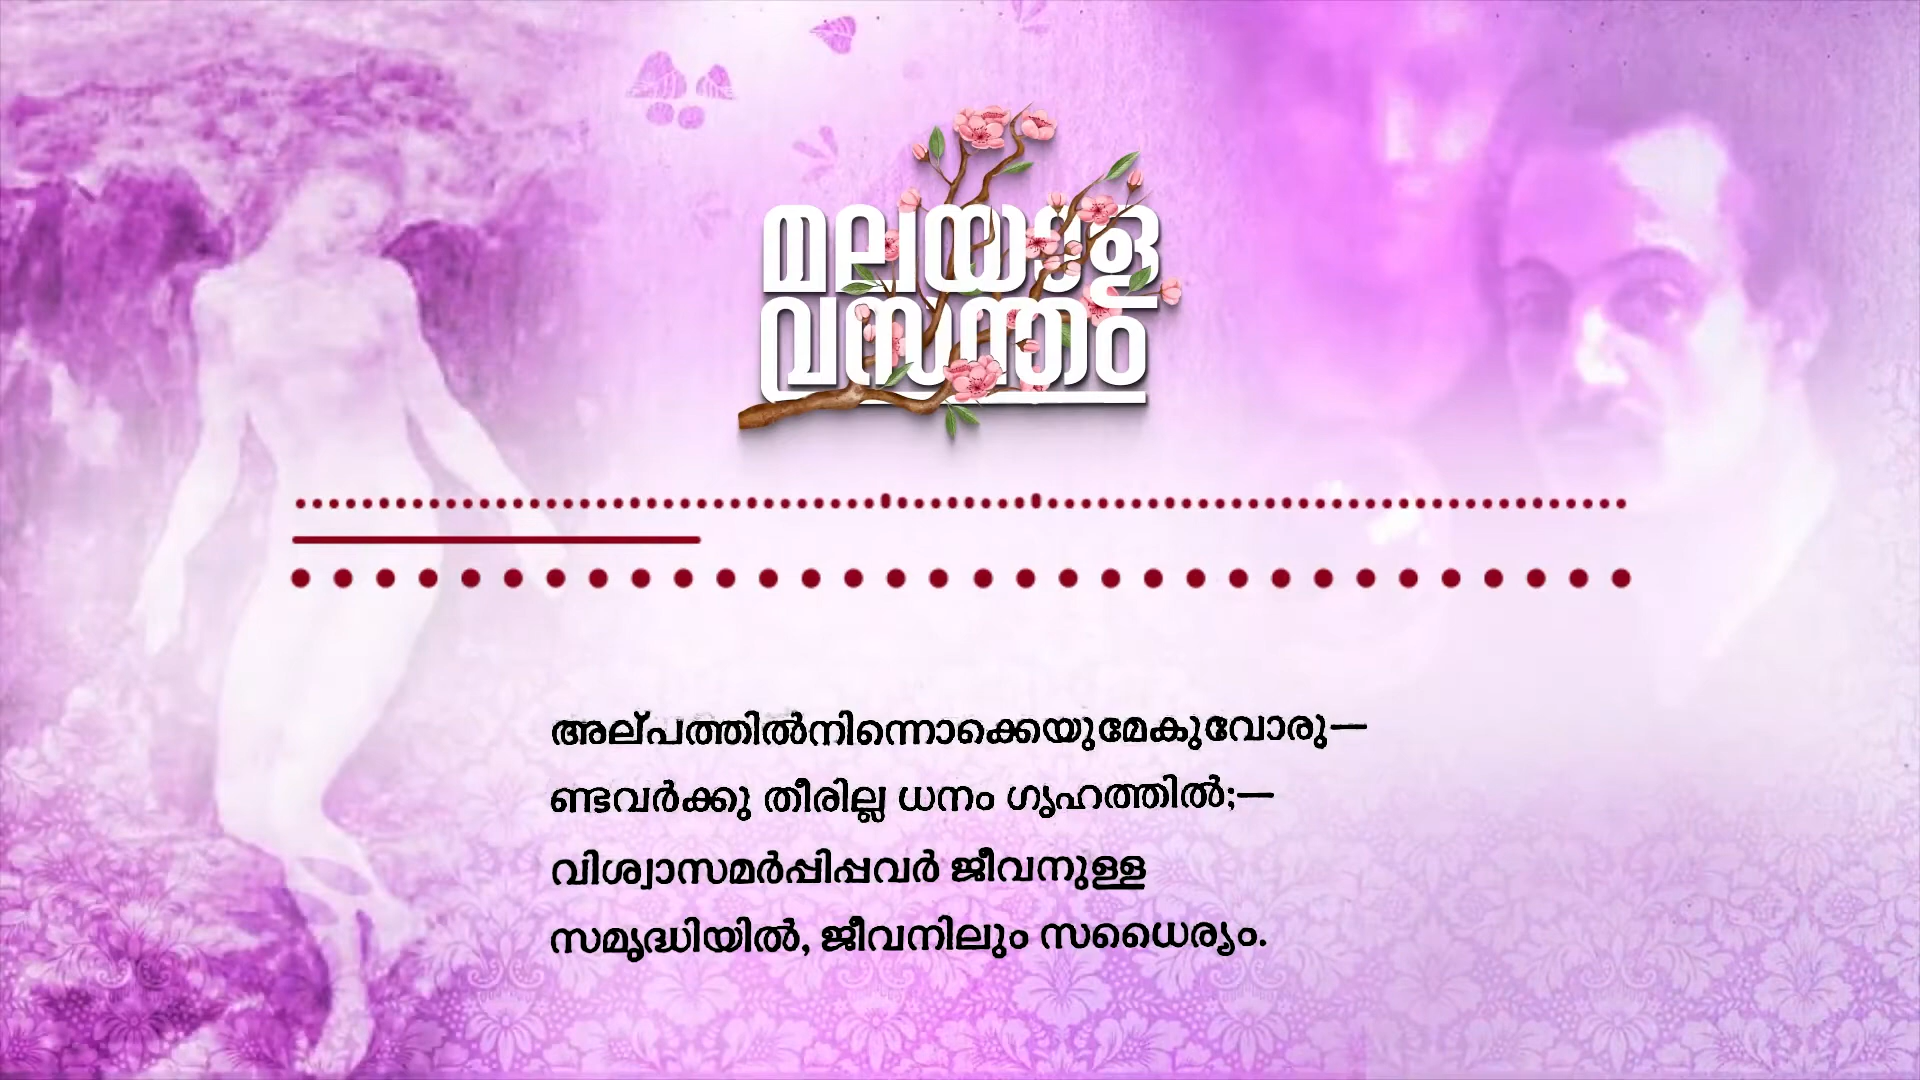 മലയാള
വസന്തം
അല്പത്തിൽനിന്നൊക്കെയുമേകുവോരു—
ണ്ടവർക്കു തീരില്ല ധനം ഗൃഹത്തിൽ;—
വിശ്വാസമർപ്പിപ്പവർ ജീവനുള്ള
സമൃദ്ധിയിൽ, ജീവനിലും സധൈര്യം.